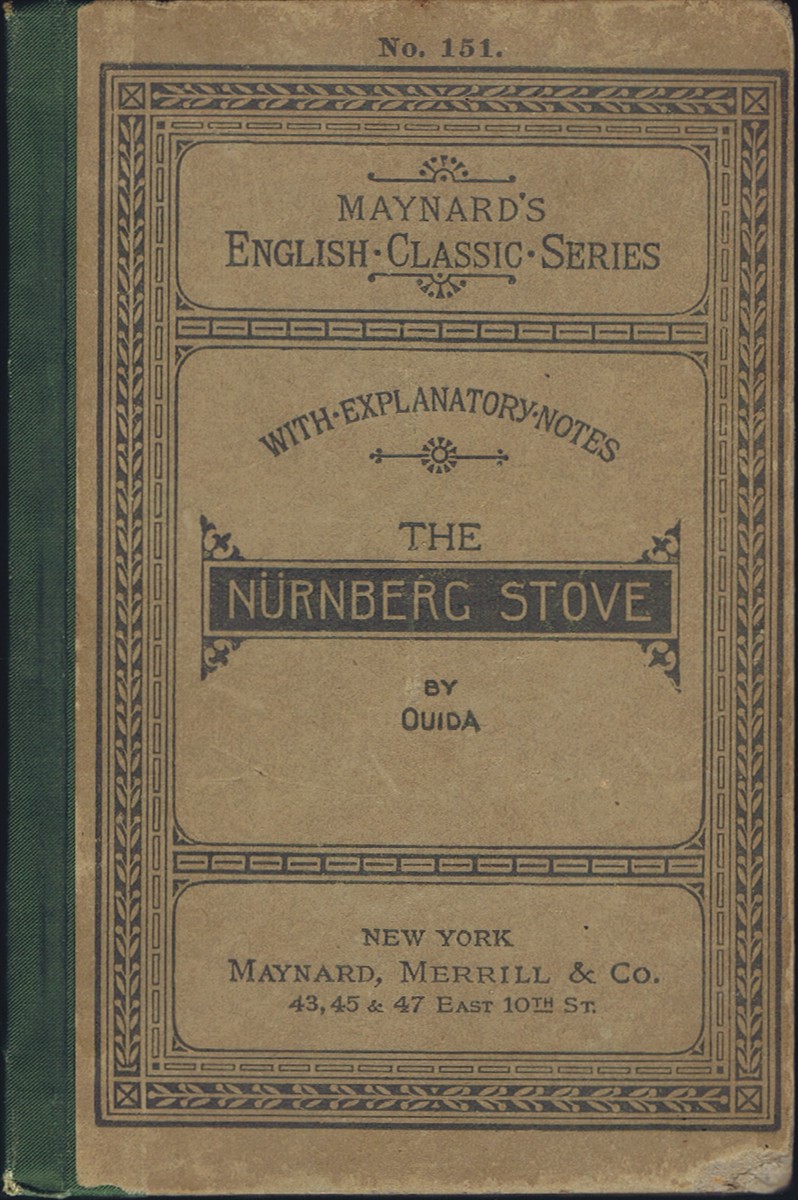 No. 151.
MAYNARD'S
ENGLISH·CLASSIC·SERIES
WITH·EXPLANATORY·NOTES
THE
NÜRNBERG STOVE
BY
OUIDA
NEW YORK
MAYNARD, MERRILL & CO.
43, 45 & 47 EAST 10TH ST.